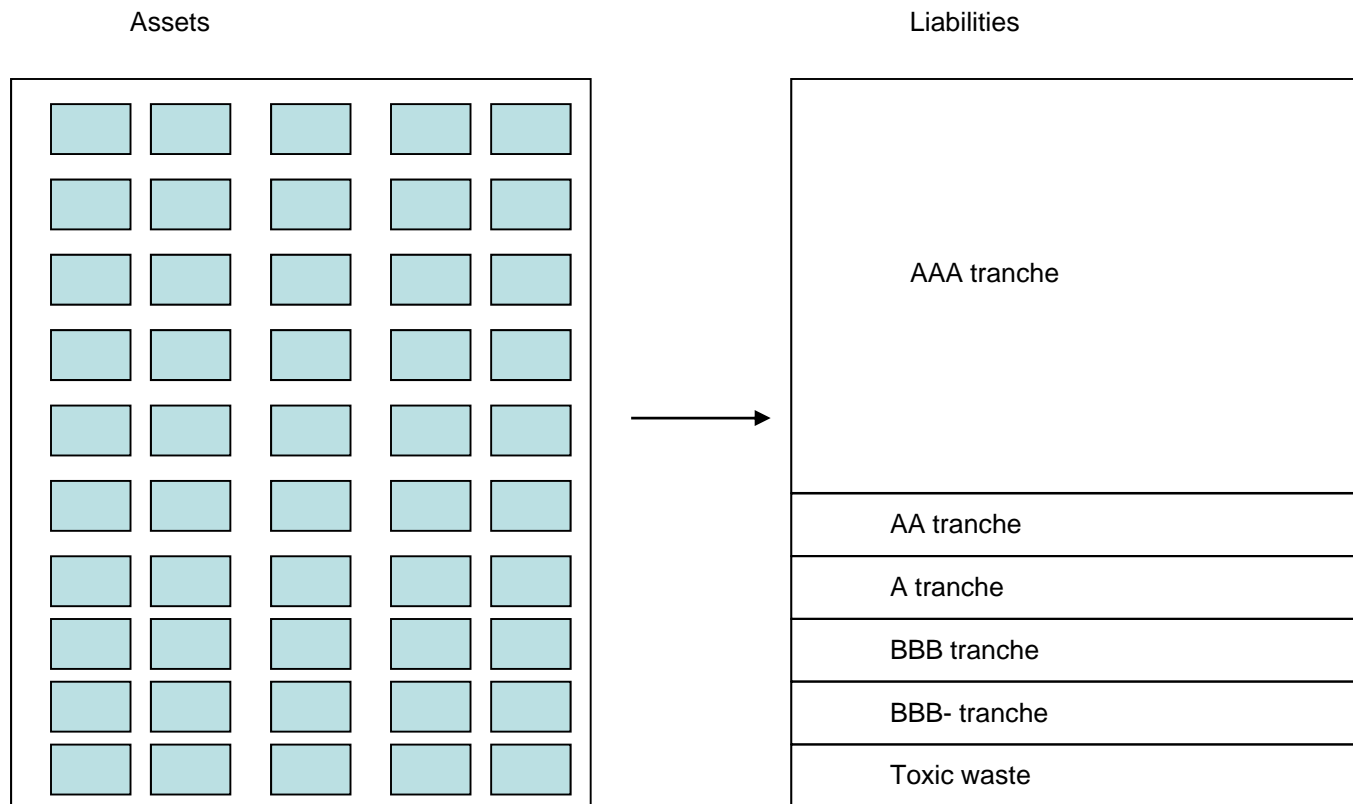 Assets
Liabilities
AAA tranche
AA tranche
A tranche
BBB tranche
BBB- tranche
Toxic waste